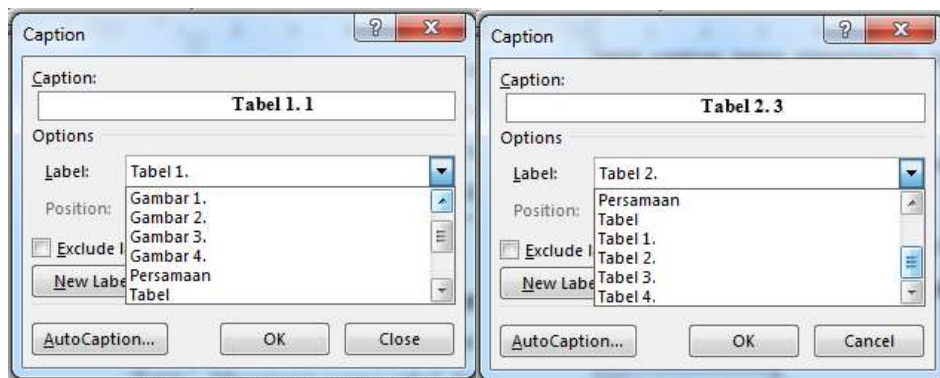 Caption
Caption:
Tabel 1. 1
Options
Label:
Tabel 1.
Position:
Gambar 1.
Gambar 2.
Gambar 3.
Gambar 4.
Persamaan
Tabel
Exclude l
New Labe
AutoCaption...
OK
Close
Caption
Caption:
Tabel 2. 3
Options
Label:
Tabel 2.
Position:
Persamaan
Tabel
Tabel 1.
Tabel 2.
Tabel 3.
Tabel 4.
Exclude l
New Labe
AutoCaption...
OK
Cancel